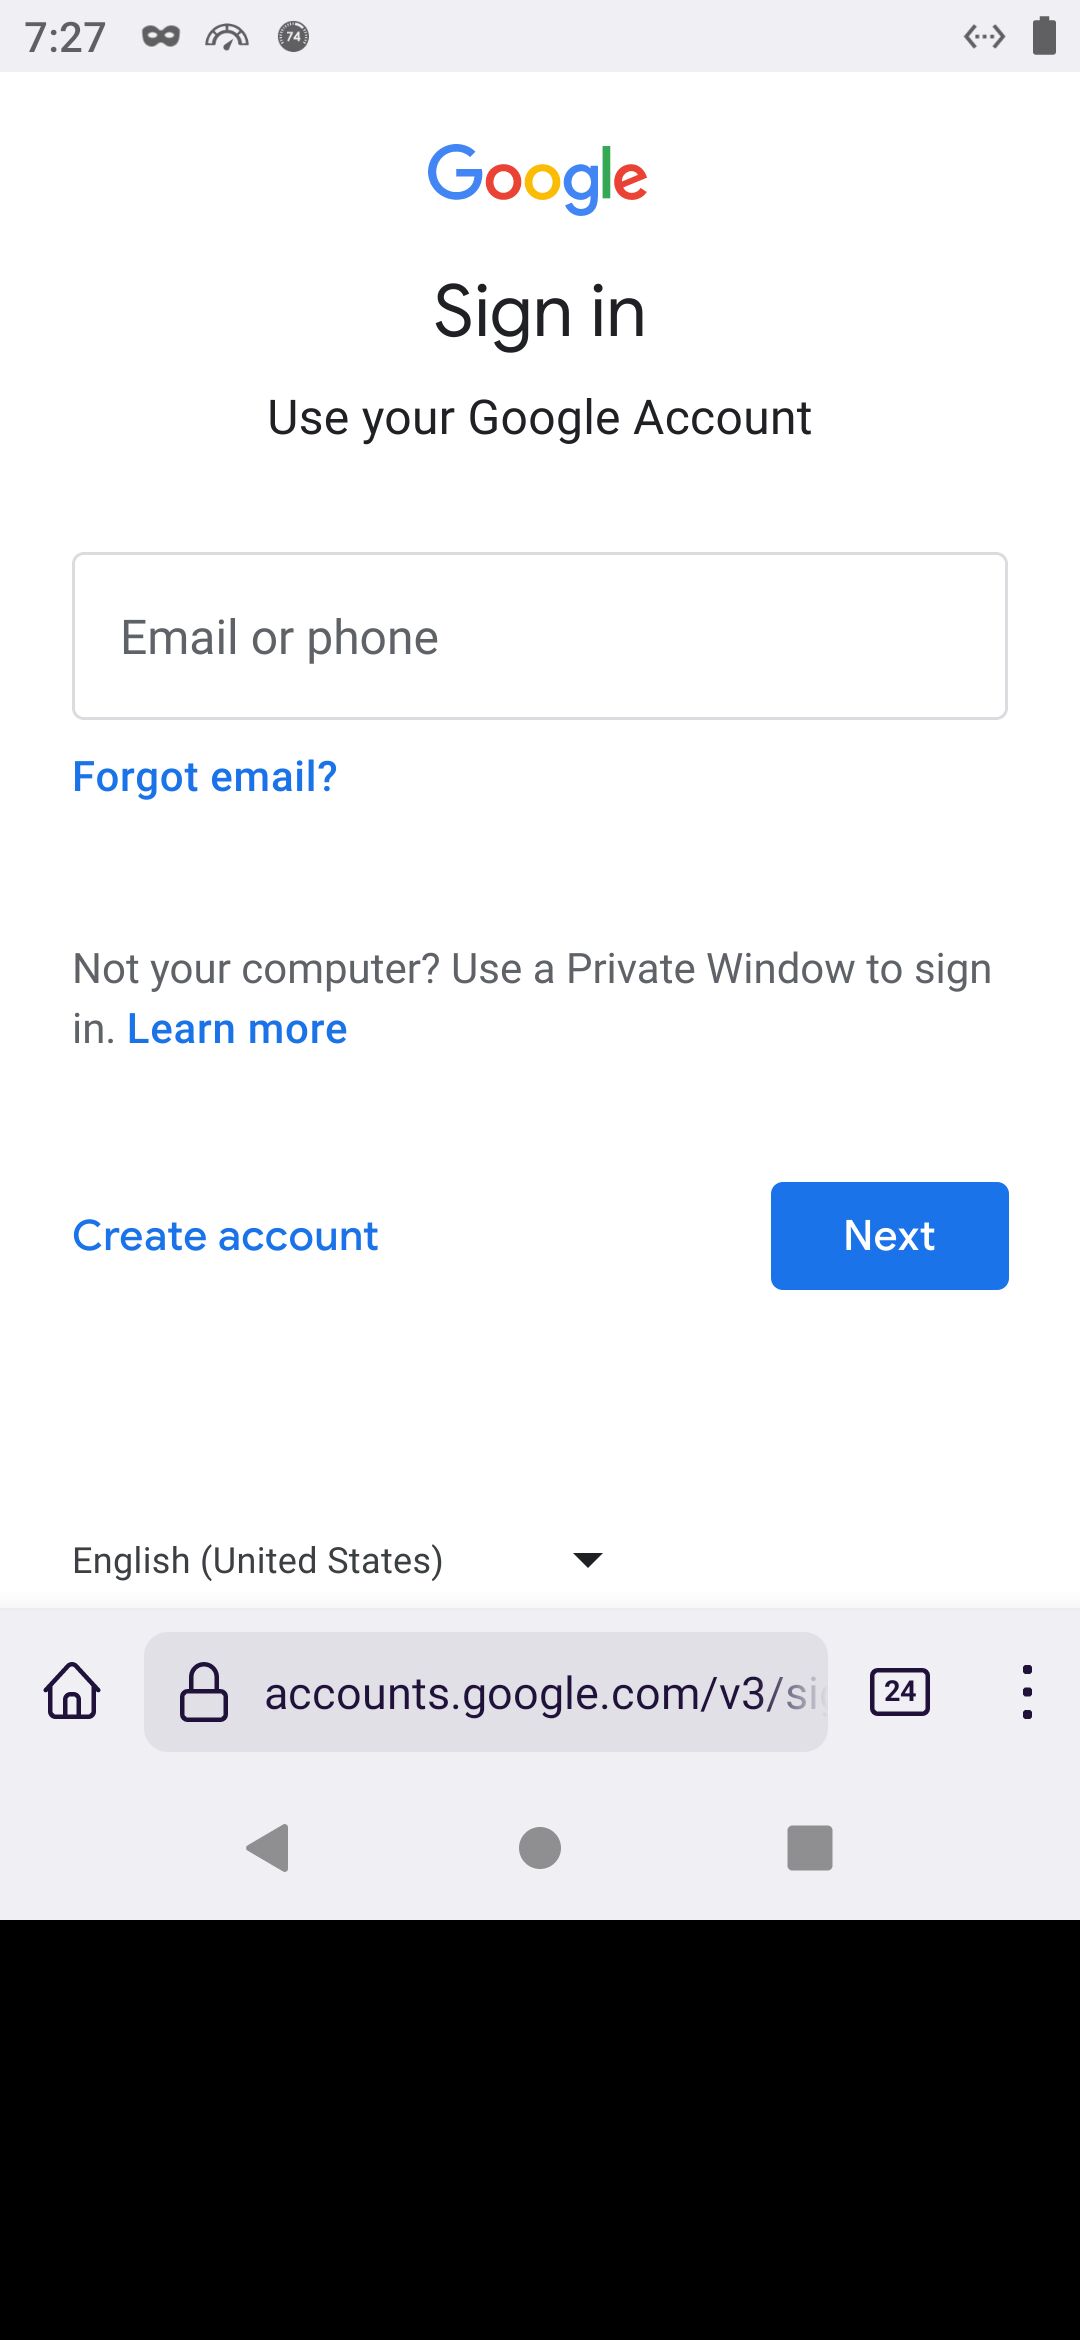 7:27
74
Google
Sign in
Use your Google Account
Email or phone
Forgot email?
Not your computer? Use a Private Window to sign
in. Learn more
Create account
Next
English (United States)
accounts.google.com/v3/si
24